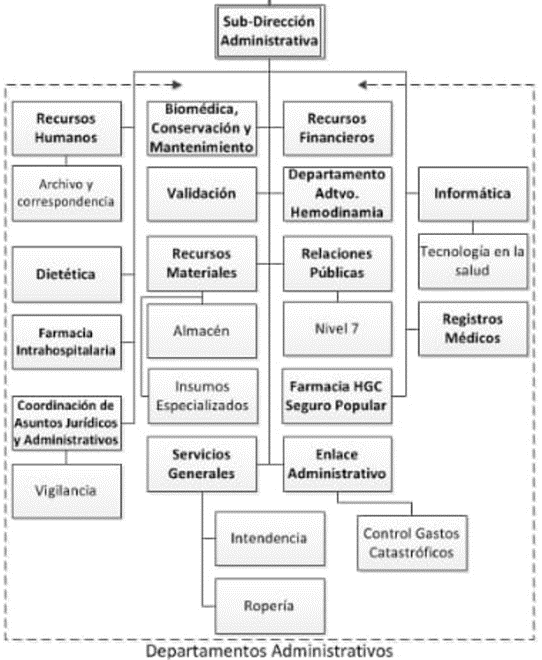 Sub-Dirección
Administrativa
Recursos
Humanos
Biomédica,
Conservación y
Mantenimiento
Recursos
Financieros
Archivo y
correspondencia
Validación
Departamento
Adtvo.
Hemodinamia
Informática
Dietética
Recursos
Materiales
Relaciones
Públicas
Tecnología en la
salud
Farmacia
Intrahospitalaria
Almacén
Nivel 7
Registros
Médicos
Coordinación de
Asuntos Jurídicos
y Administrativos
Insumos
Especializados
Farmacia HGC
Seguro Popular
Vigilancia
Servicios
Generales
Enlace
Administrativo
Intendencia
Control Gastos
Catastróficos
Ropería
Departamentos Administrativos